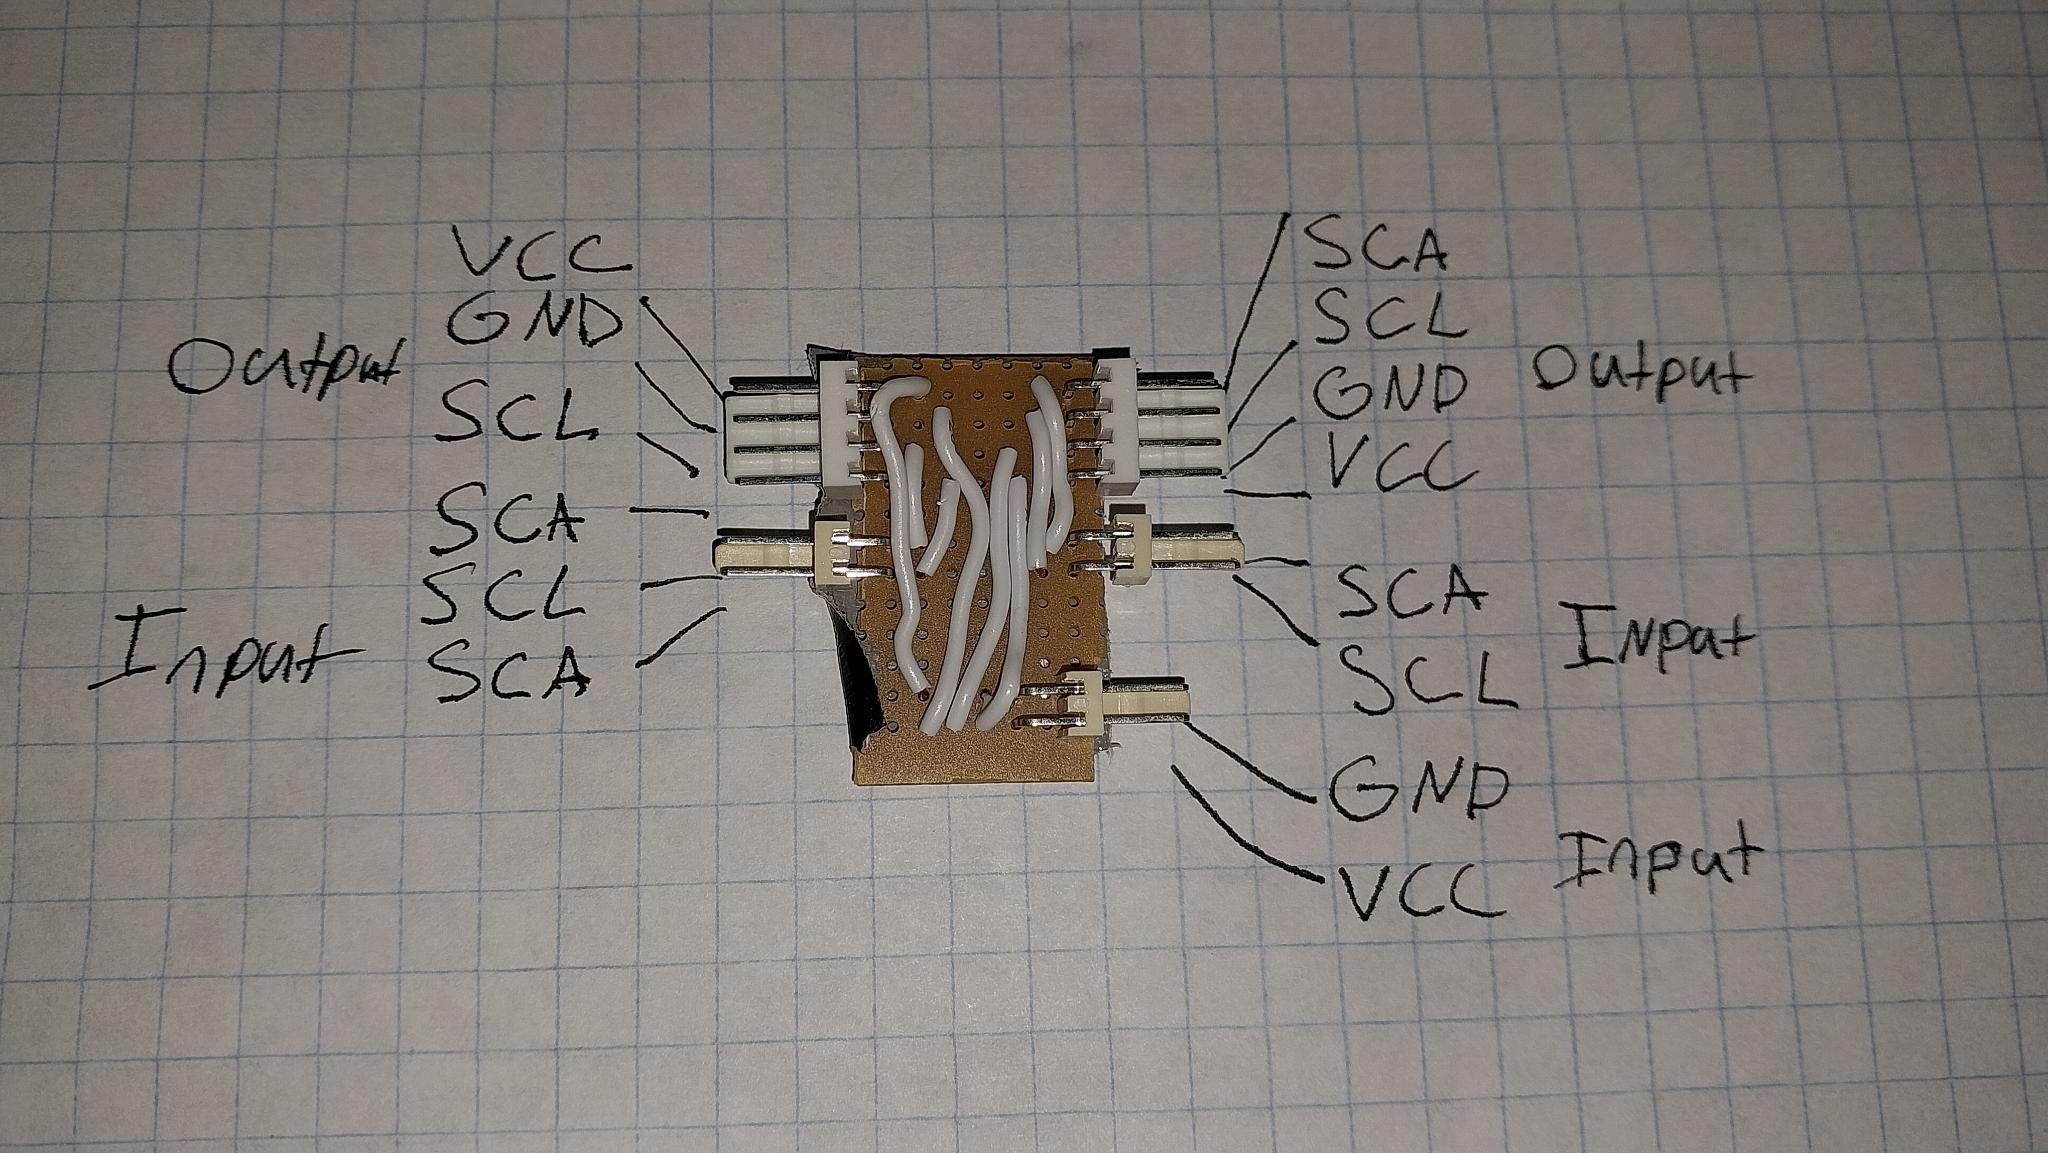 VCC
GND
Output
SCL
SCA
SCL
Input
SCA
SCA
SCL
GND
Output
VCC
SCA
Input
SCL
GND
Input
VCC